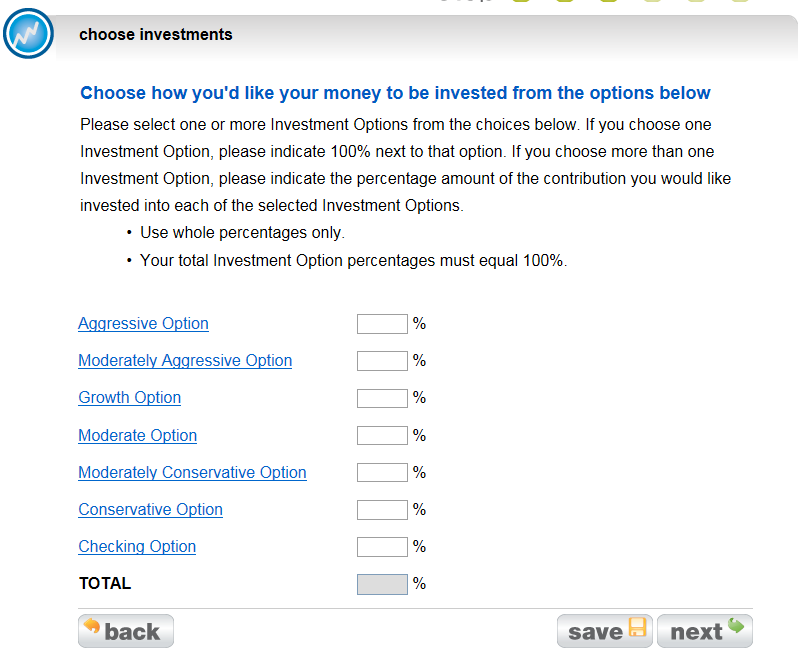 choose investments
Choose how you'd like your money to be invested from the options below
Please select one or more Investment Options from the choices below. If you choose one
Investment Option, please indicate 100% next to that option. If you choose more than one
Investment Option, please indicate the percentage amount of the contribution you would like
invested into each of the selected Investment Options.
• Use whole percentages only.
• Your total Investment Option percentages must equal 100%.
Aggressive Option %
Moderately Aggressive Option %
Growth Option %
Moderate Option %
Moderately Conservative Option %
Conservative Option %
Checking Option %
TOTAL %
back save next